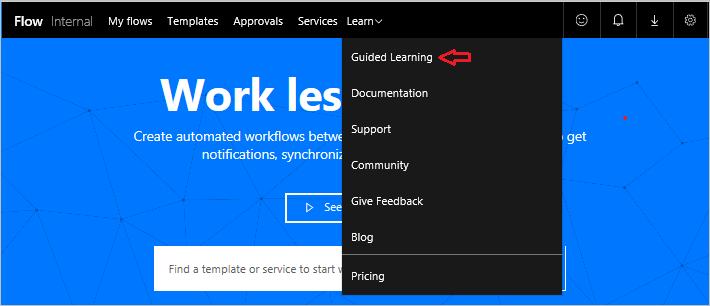 Flow Internal My flows Templates Approvals Services Learn
Guided Learning
Documentation
Support
Community
Give Feedback
Blog
Pricing
Work les
Create automated workflows betwe to get
notifications, synchroniz
See
Find a template or service to start w